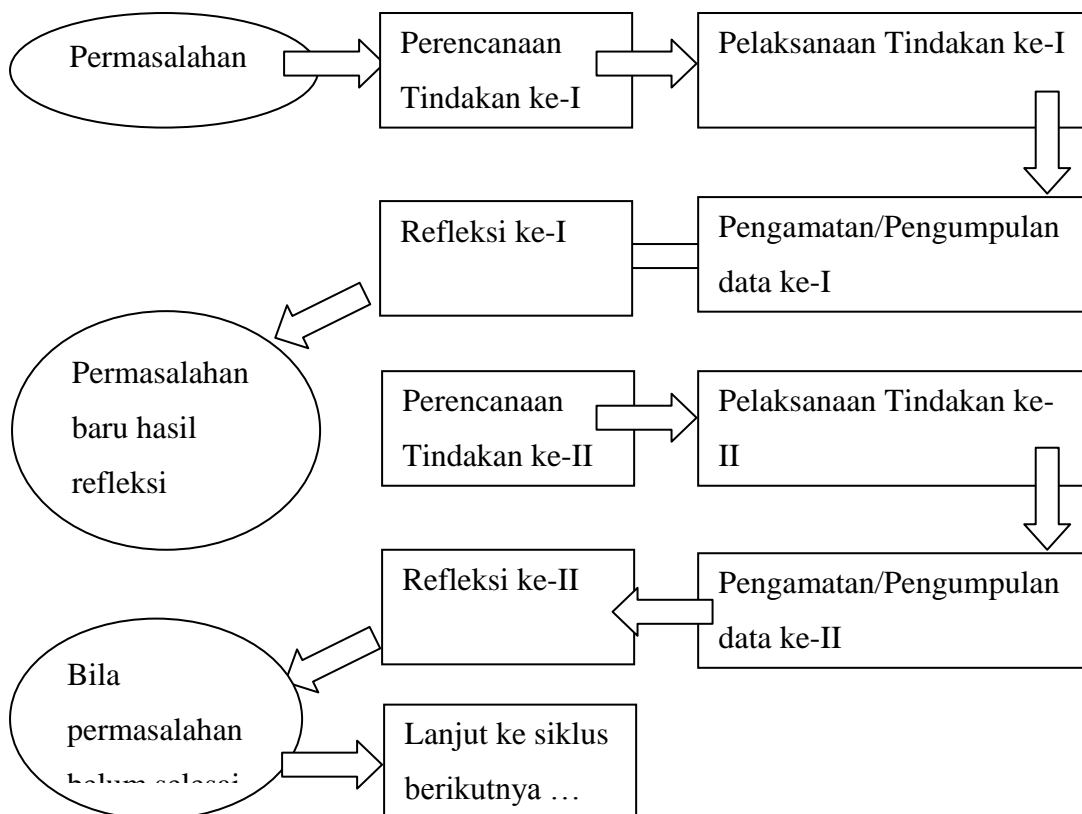 Permasalahan
Perencanaan
Tindakan ke-I
Pelaksanaan Tindakan ke-I
Refleksi ke-I
Pengamatan/Pengumpulan
data ke-I
Permasalahan
baru hasil
refleksi
Perencanaan
Tindakan ke-II
Pelaksanaan Tindakan ke-
II
Refleksi ke-II
Pengamatan/Pengumpulan
data ke-II
Bila
permasalahan
belum selesai
Lanjut ke siklus
berikutnya …